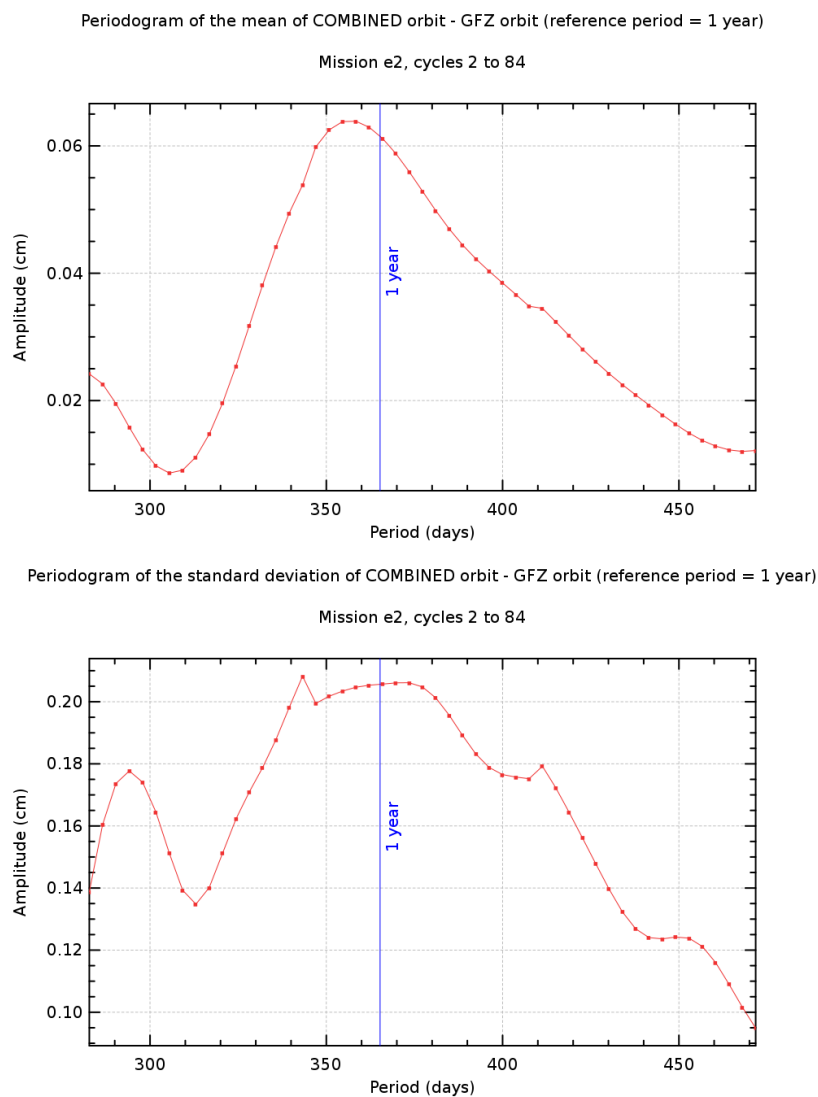 Periodogram of the mean of COMBINED orbit - GFZ orbit (reference period = 1 year)
Mission e2, cycles 2 to 84
0.06
0.04
0.02
Amplitude (cm)
1 year
300
350
400
450
Period (days)
Periodogram of the standard deviation of COMBINED orbit - GFZ orbit (reference period = 1 year)
Mission e2, cycles 2 to 84
0.20
0.18
0.16
0.14
0.12
0.10
Amplitude (cm)
1 year
300
350
400
450
Period (days)